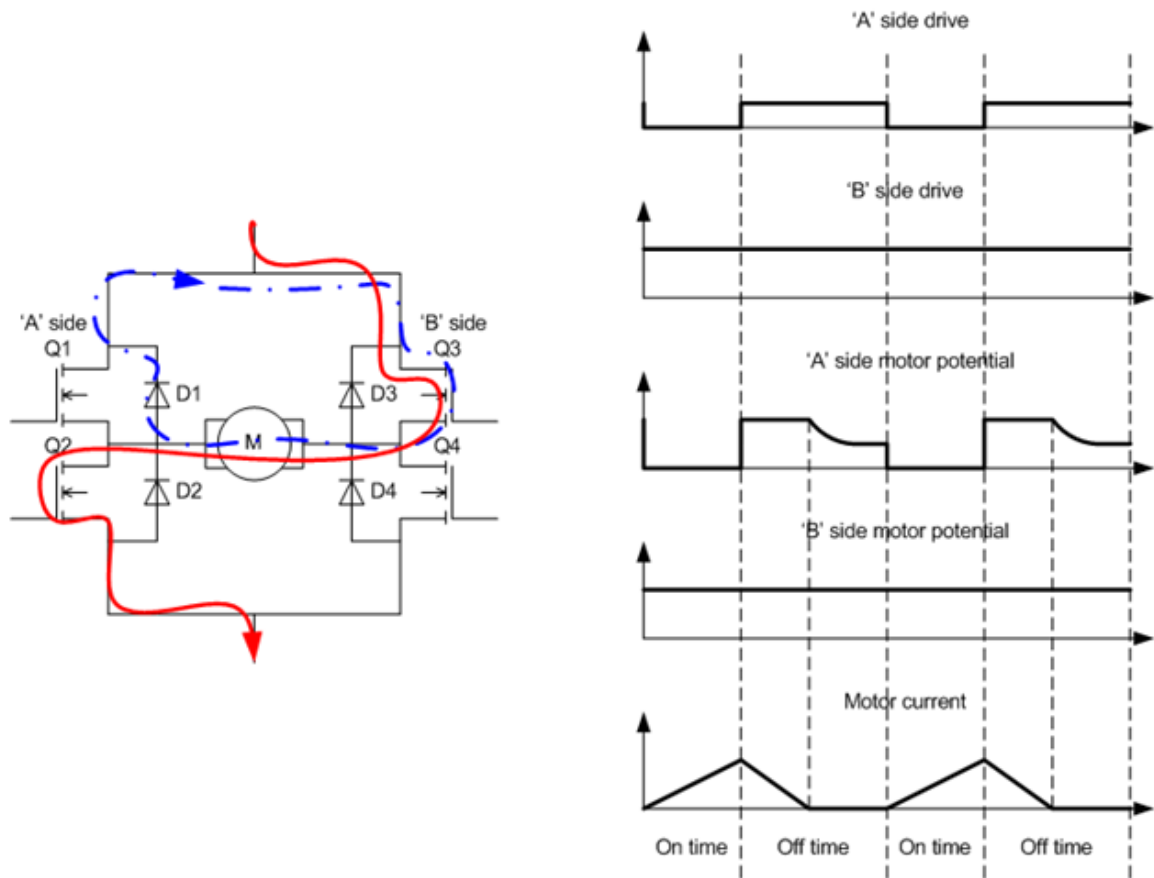 'A' side drive
'B' side drive
'A' side motor potential
'B' side motor potential
Motor current
On time Off time On time Off time
'A' side 'B' side
Q1 Q3
D1 D3
Q2 M Q4
D2 D4